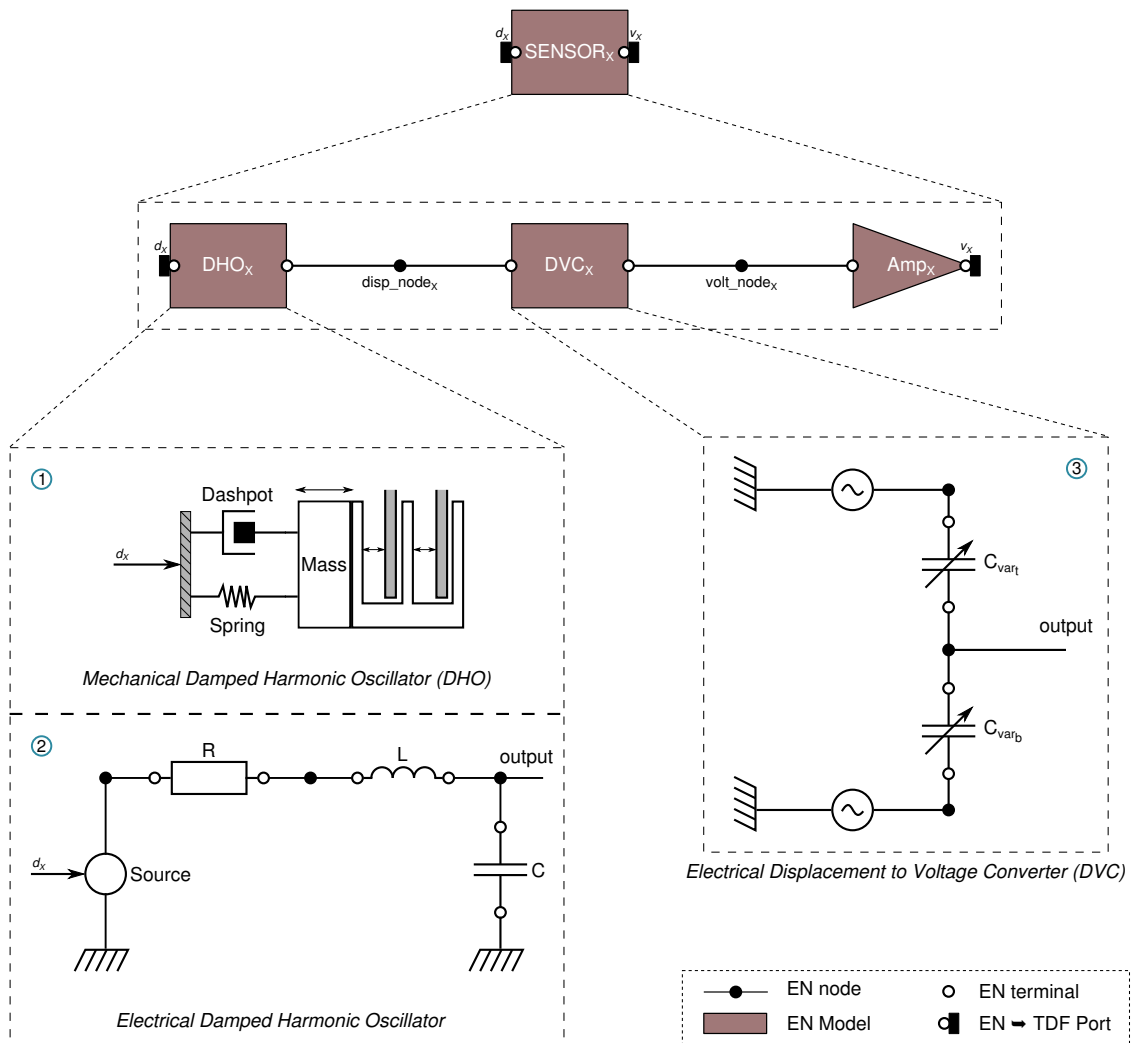 dX vX
SENSORX
dX vX
DHOX DVCX AmpX
disp_nodeX volt_nodeX
1
Dashpot
dX
Mass
Spring
Mechanical Damped Harmonic Oscillator (DHO)
2
R L output
dX
Source C
Electrical Damped Harmonic Oscillator
3
Cvart
output
Cvarb
Electrical Displacement to Voltage Converter (DVC)
EN node EN terminal
EN Model EN ➥ TDF Port